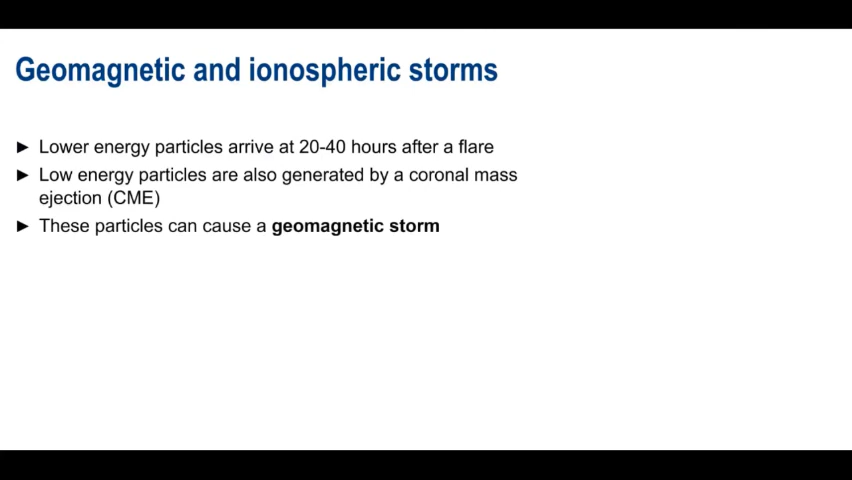 Geomagnetic and ionospheric storms
► Lower energy particles arrive at 20-40 hours after a flare
► Low energy particles are also generated by a coronal mass
ejection (CME)
► These particles can cause a geomagnetic storm